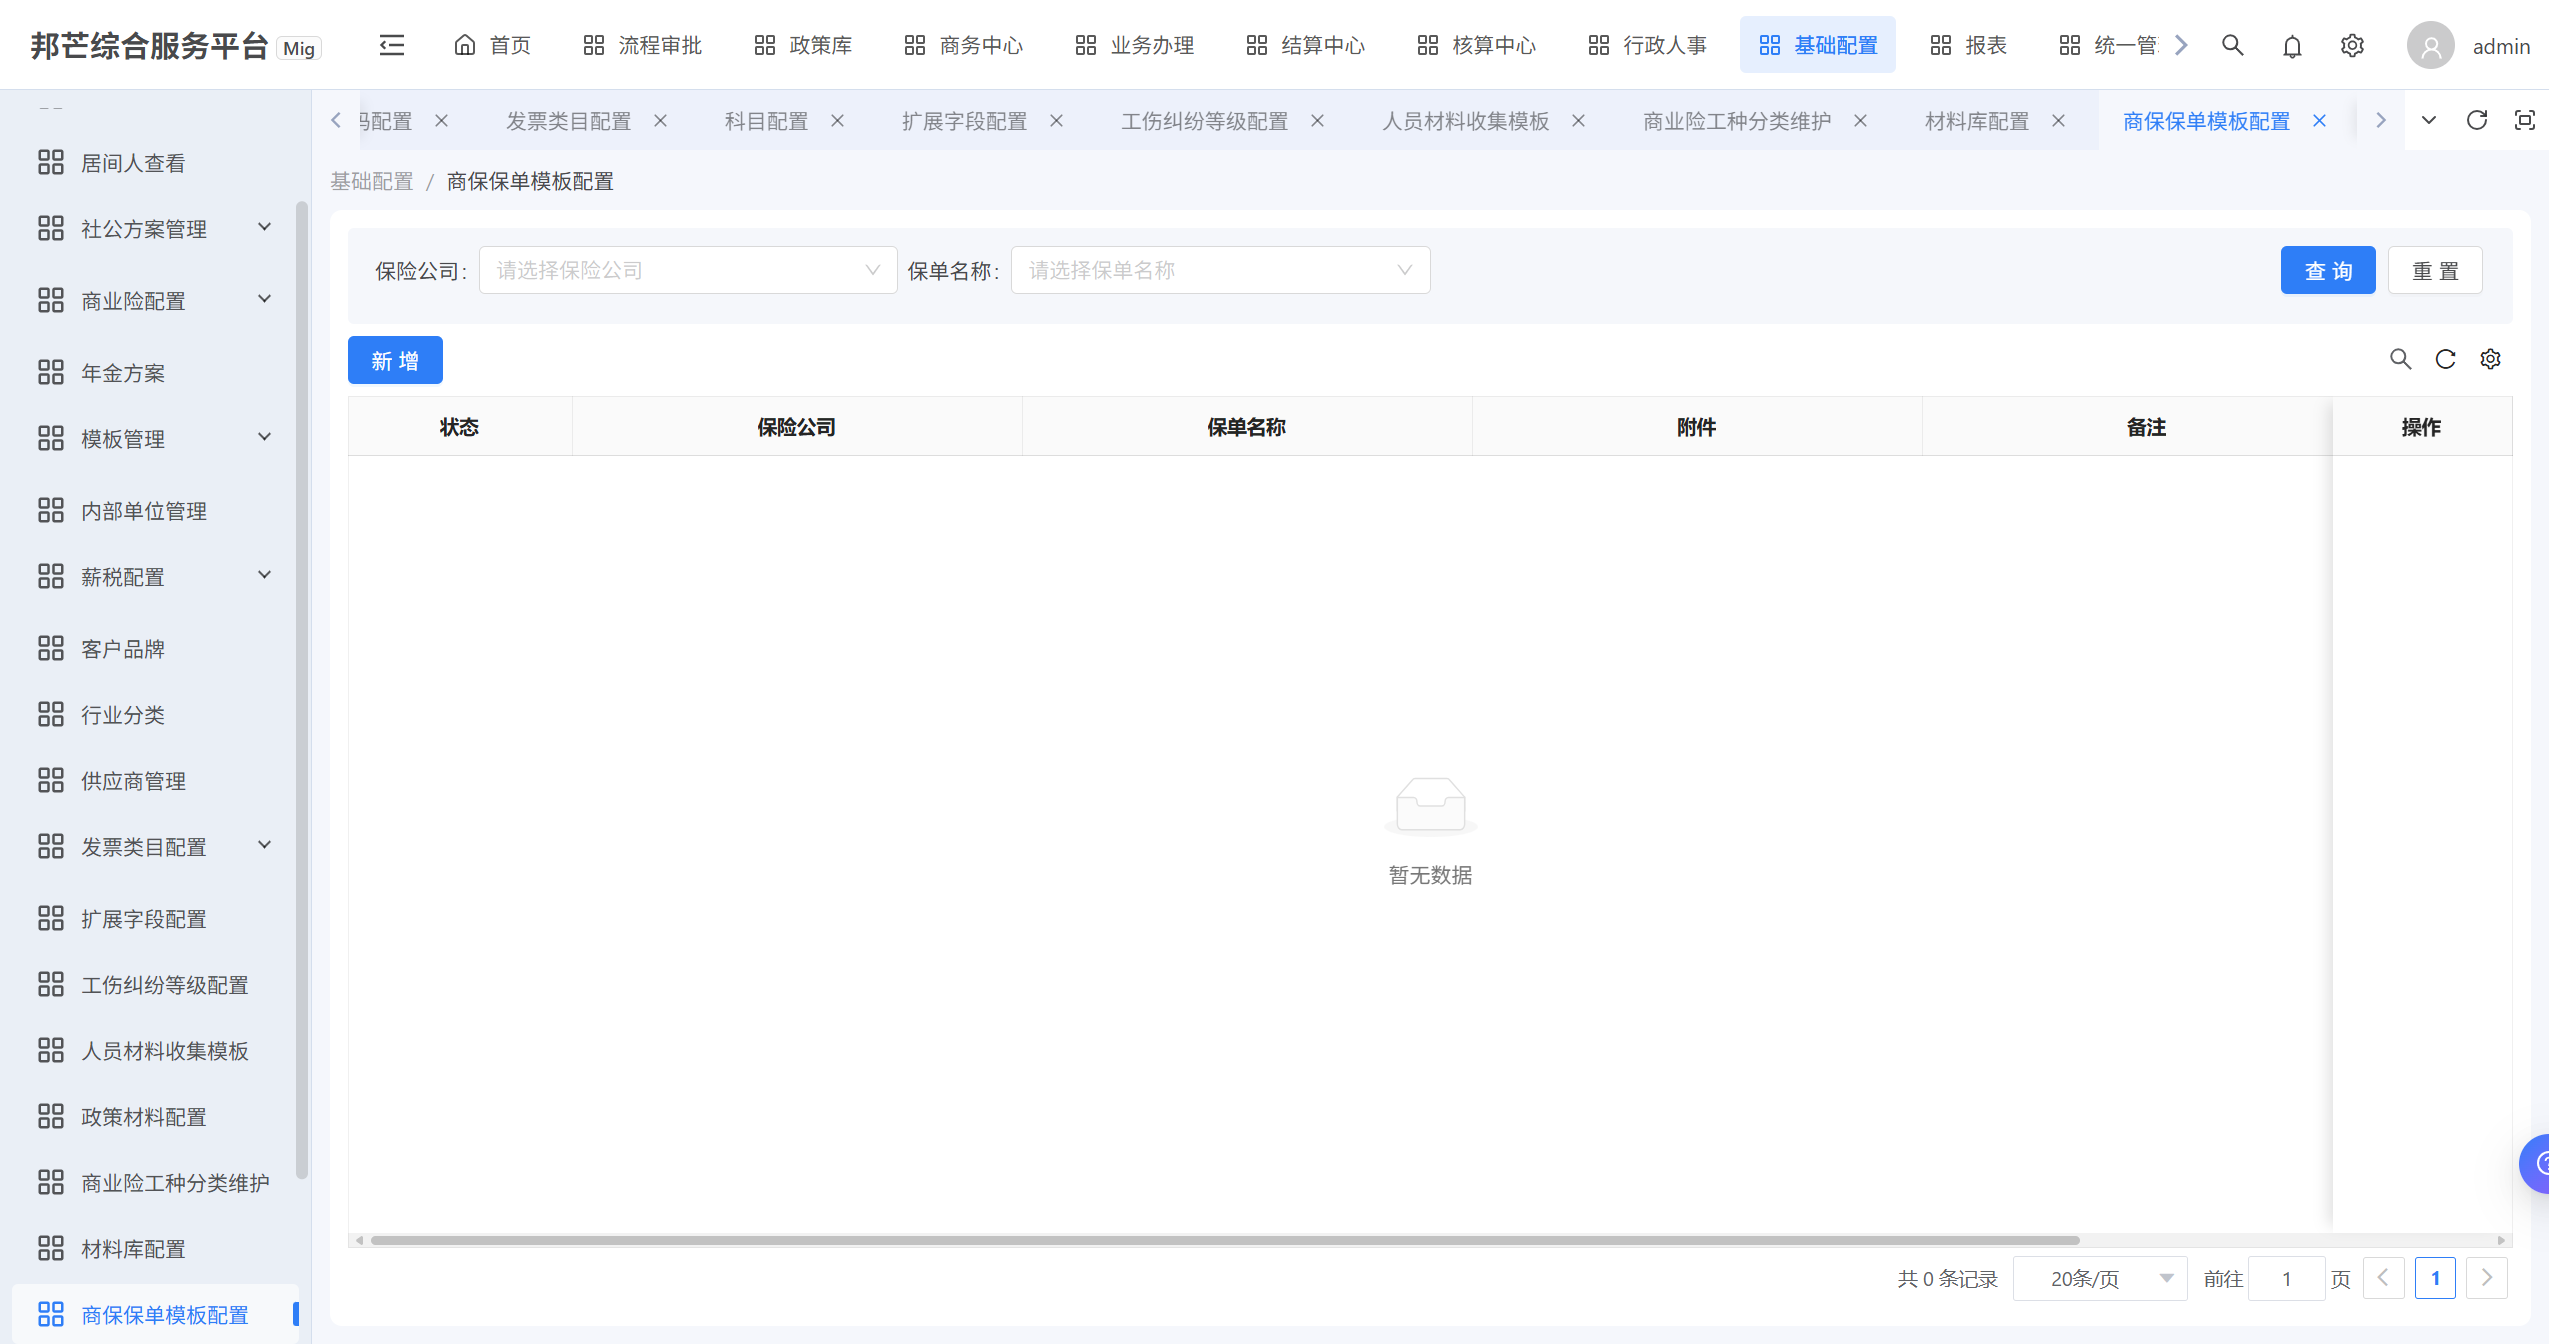 邦芒综合服务平台 Mig 首页 流程审批 政策库 商务中心 业务办理 结算中心 核算中心 行政人事 基础配置 报表 统一管 admin
配置 发票类目配置 科目配置 扩展字段配置 工伤纠纷等级配置 人员材料收集模板 商业险工种分类维护 材料库配置 商保保单模板配置
基础配置 / 商保保单模板配置
居间人查看
社公方案管理
商业险配置
年金方案
模板管理
内部单位管理
薪税配置
客户品牌
行业分类
供应商管理
发票类目配置
扩展字段配置
工伤纠纷等级配置
人员材料收集模板
政策材料配置
商业险工种分类维护
材料库配置
商保保单模板配置
保险公司: 请选择保险公司 保单名称: 请选择保单名称 查 询 重 置
新 增
状态 保险公司 保单名称 附件 备注 操作
暂无数据
共 0 条记录 20条/页 前往 1 页 1